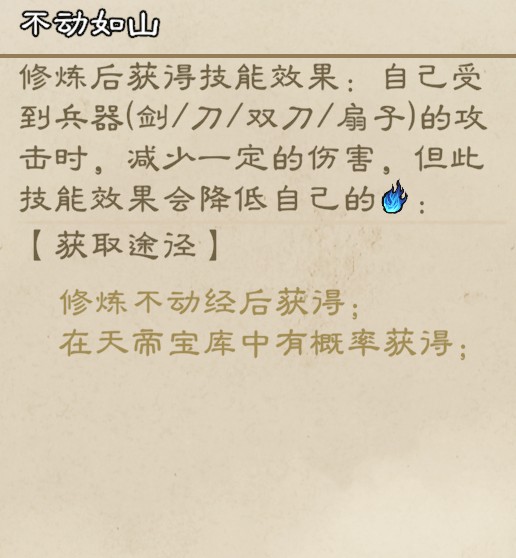 不动如山
修炼后获得技能效果：自己受
到兵器(剑/刀/双刀/扇子)的攻
击时，减少一定的伤害，但此
技能效果会降低自己的：
【获取途径】
修炼不动经后获得；
在天帝宝库中有概率获得；